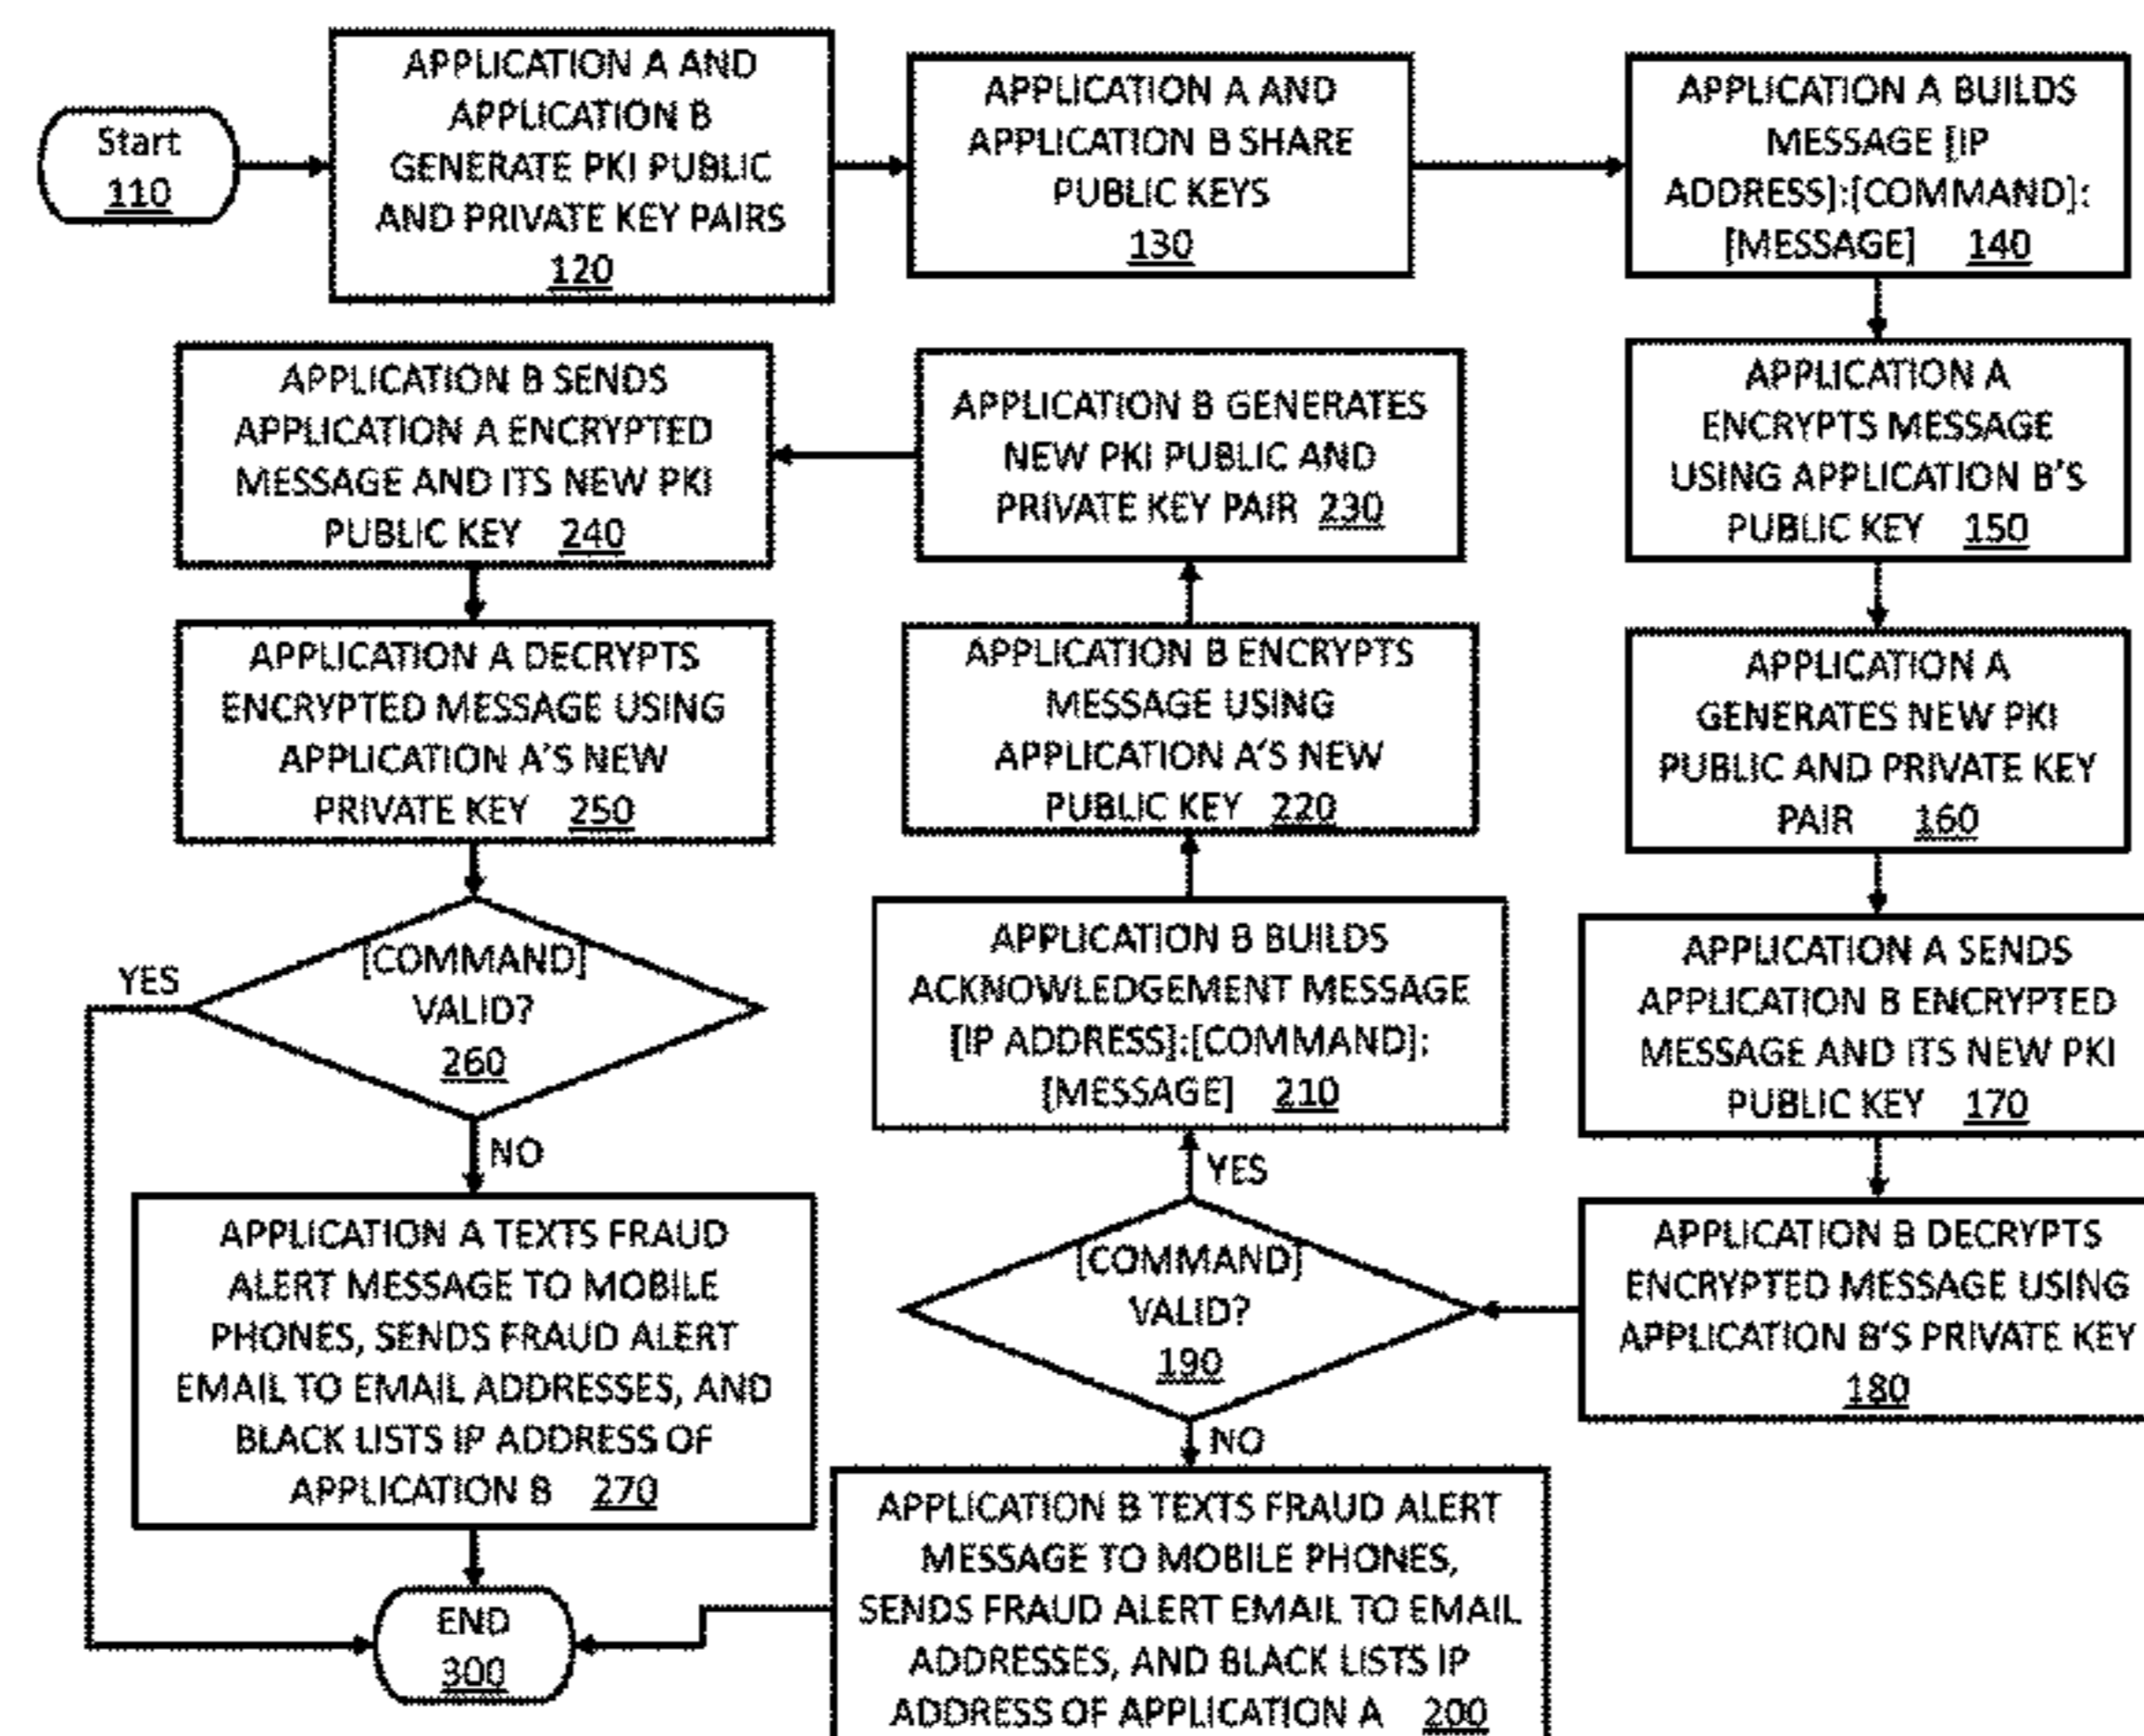 Start
110
APPLICATION A AND
APPLICATION B
GENERATE PKI PUBLIC
AND PRIVATE KEY PAIRS
120
APPLICATION A AND
APPLICATION B SHARE
PUBLIC KEYS
130
APPLICATION A BUILDS
MESSAGE [IP
ADDRESS]:[COMMAND]:
[MESSAGE] 140
APPLICATION A
ENCRYPTS MESSAGE
USING APPLICATION B'S
PUBLIC KEY 150
APPLICATION A
GENERATES NEW PKI
PUBLIC AND PRIVATE KEY
PAIR 160
APPLICATION A SENDS
APPLICATION B ENCRYPTED
MESSAGE AND ITS NEW PKI
PUBLIC KEY 170
APPLICATION B DECRYPTS
ENCRYPTED MESSAGE USING
APPLICATION B'S PRIVATE KEY
180
[COMMAND]
VALID?
190
NO
APPLICATION B TEXTS FRAUD ALERT
MESSAGE TO MOBILE PHONES,
SENDS FRAUD ALERT EMAIL TO EMAIL
ADDRESSES, AND BLACK LISTS IP
ADDRESS OF APPLICATION A 200
YES
APPLICATION B BUILDS
ACKNOWLEDGEMENT MESSAGE
[IP ADDRESS]:[COMMAND]:
[MESSAGE] 210
APPLICATION B ENCRYPTS
MESSAGE USING
APPLICATION A'S NEW
PUBLIC KEY 220
APPLICATION B GENERATES
NEW PKI PUBLIC AND
PRIVATE KEY PAIR 230
APPLICATION B SENDS
APPLICATION A ENCRYPTED
MESSAGE AND ITS NEW PKI
PUBLIC KEY 240
APPLICATION A DECRYPTS
ENCRYPTED MESSAGE USING
APPLICATION A'S NEW
PRIVATE KEY 250
[COMMAND]
VALID?
260
YES
NO
APPLICATION A TEXTS FRAUD
ALERT MESSAGE TO MOBILE
PHONES, SENDS FRAUD ALERT
EMAIL TO EMAIL ADDRESSES, AND
BLACK LISTS IP ADDRESS OF
APPLICATION B 270
END
300